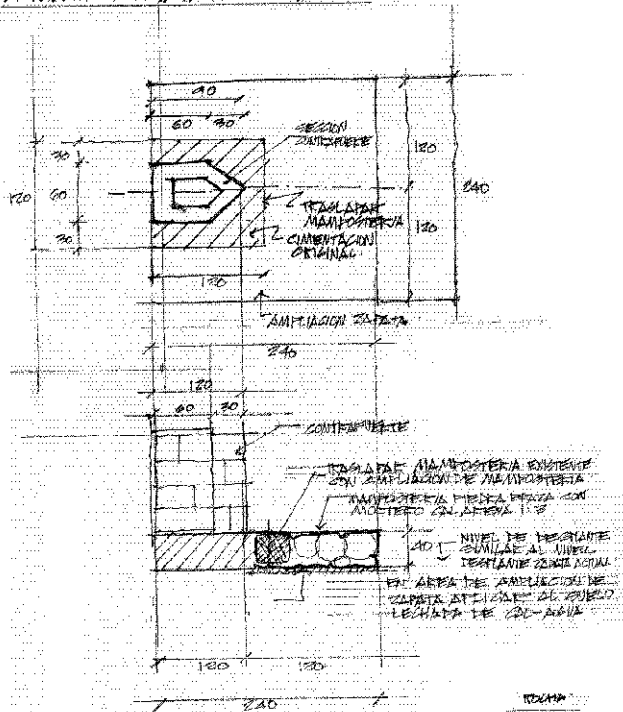 90
60 30
SECCION
CONTRAFUERTE
30
120
60
30
120
240
120
TRASLAPAR
MAMPOSTERIA
CIMENTACION
ORIGINAL
120
AMPLIACION ZAPATA
240
120
60 30
CONTRAFUERTE
TRASLAPAR MAMPOSTERIA EXISTENTE
CON AMPLIACION DE MAMPOSTERIA
MAMPOSTERIA PIEDRA BRAZA CON
MORTERO CAL ARENA 1:3
40
NIVEL DE DESPLANTE
SIMILAR AL NIVEL
DESPLANTE ZAPATA ACTUAL
EN AREA DE AMPLIACION DE
ZAPATA APLICAR AL SUELO
LECHADA DE CAL-AGUA
120 120
240